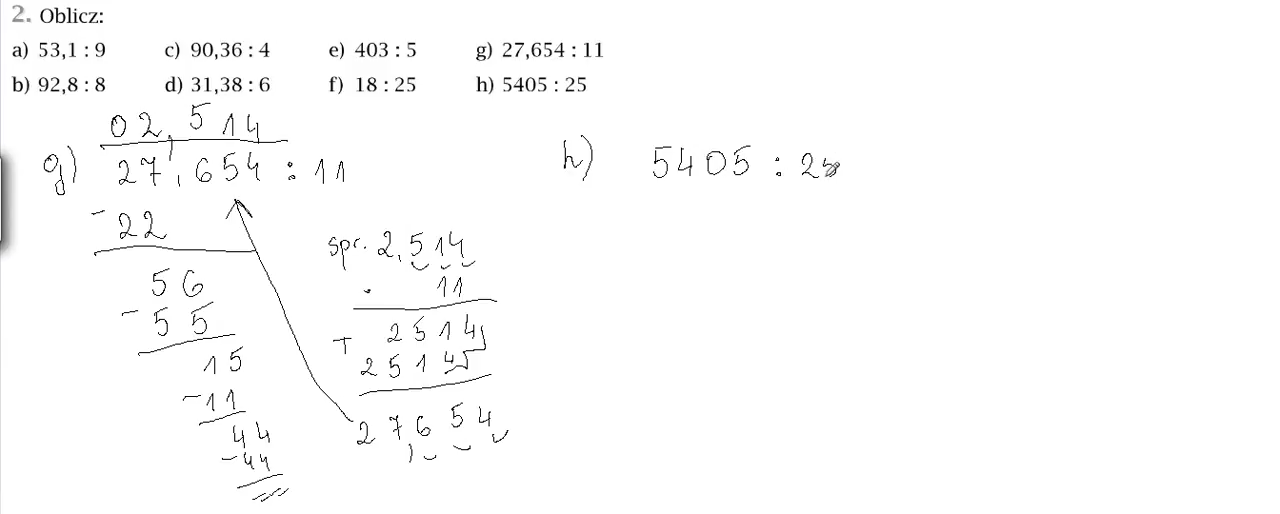 2. Oblicz:
a) 53,1 : 9 c) 90,36 : 4 e) 403 : 5 g) 27,654 : 11
b) 92,8 : 8 d) 31,38 : 6 f) 18 : 25 h) 5405 : 25
02,514
g) 27,654 : 11
- 22
56
- 55
15
- 11
44
- 44
spr. 2,514
· 11
2514
+ 2514
27,654
h) 5405 : 25